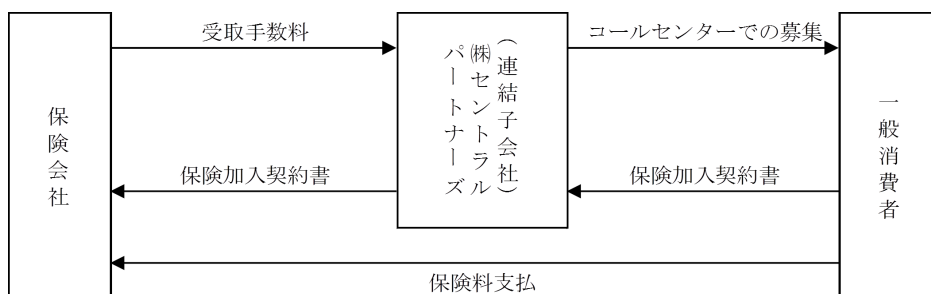 保険会社
受取手数料
保険加入契約書
(連結子会社)
㈱セントラル
パートナーズ
コールセンターでの募集
保険加入契約書
一般消費者
保険料支払